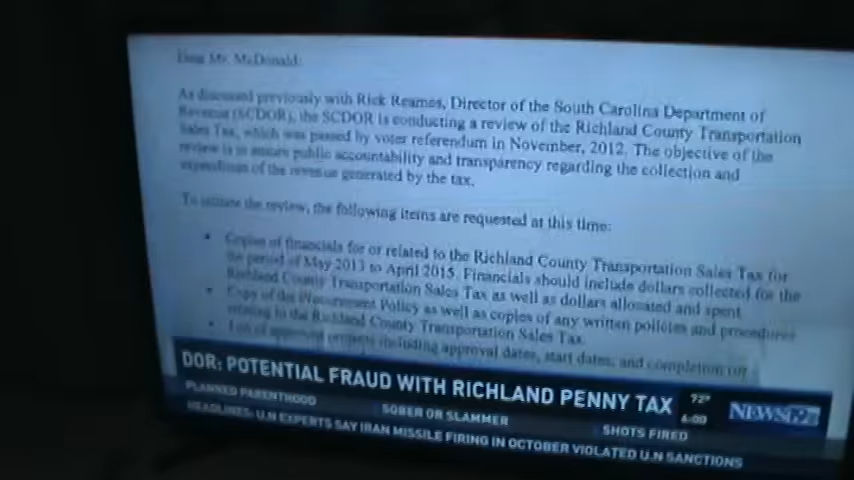 Dear Mr. McDonald:
As discussed previously with Rick Reames, Director of the South Carolina Department of
Revenue (SCDOR), the SCDOR is conducting a review of the Richland County Transportation
Sales Tax, which was passed by voter referendum in November, 2012. The objective of the
review is to ensure public accountability and transparency regarding the collection and
expenditure of the revenue generated by the tax.
To initiate the review, the following items are requested at this time:
• Copies of financials for or related to the Richland County Transportation Sales Tax for
the period of May 2013 to April 2015. Financials should include dollars collected for the
Richland County Transportation Sales Tax as well as dollars allocated and spent
• Copy of the Procurement Policy as well as copies of any written policies and procedures
relating to the Richland County Transportation Sales Tax
• List of approved projects including approval dates, start dates, and completion
DOR: POTENTIAL FRAUD WITH RICHLAND PENNY TAX
72°
6:00
NEWS19
PLANNED PARENTHOOD SOBER OR SLAMMER SHOTS FIRED
HEADLINES: U.N EXPERTS SAY IRAN MISSILE FIRING IN OCTOBER VIOLATED U.N SANCTIONS